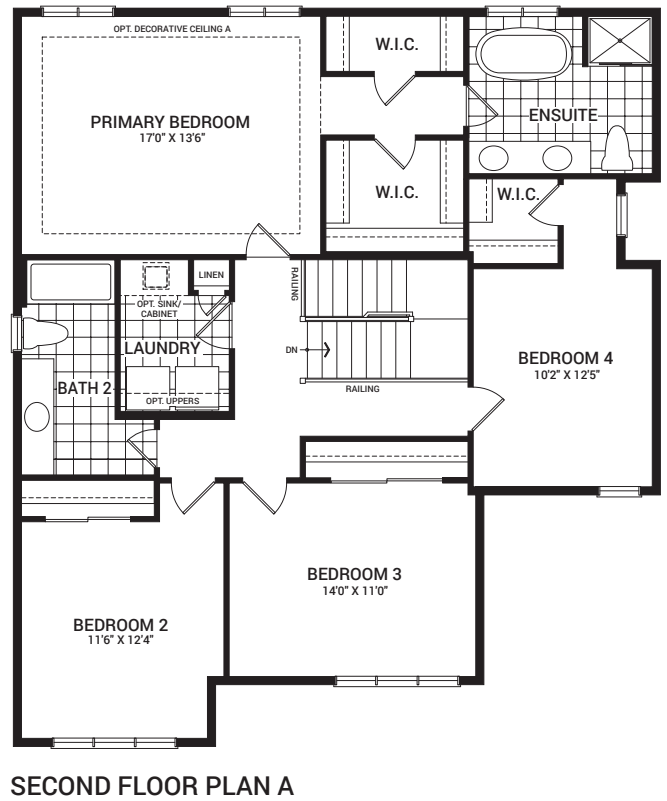 OPT. DECORATIVE CEILING A
W.I.C.
PRIMARY BEDROOM
17'0" X 13'6"
ENSUITE
W.I.C.
W.I.C.
LINEN
RAILING
OPT. SINK/
CABINET
LAUNDRY
DN
BEDROOM 4
10'2" X 12'5"
BATH 2
RAILING
OPT. UPPERS
BEDROOM 3
14'0" X 11'0"
BEDROOM 2
11'6" X 12'4"
SECOND FLOOR PLAN A